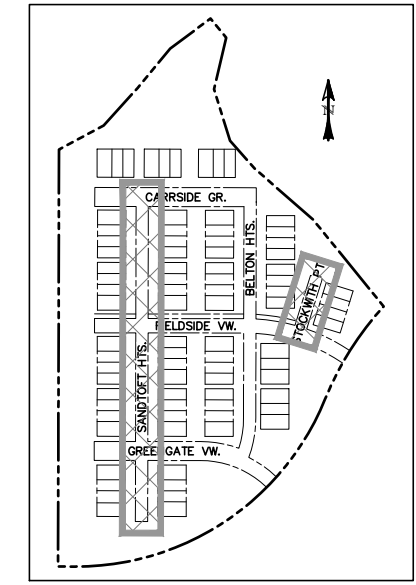 CARRSIDE GR.
BELTON HTS.
STOCKWITH PT
FIELDSIDE VW.
SANDTOFT HTS.
GREENGATE VW.